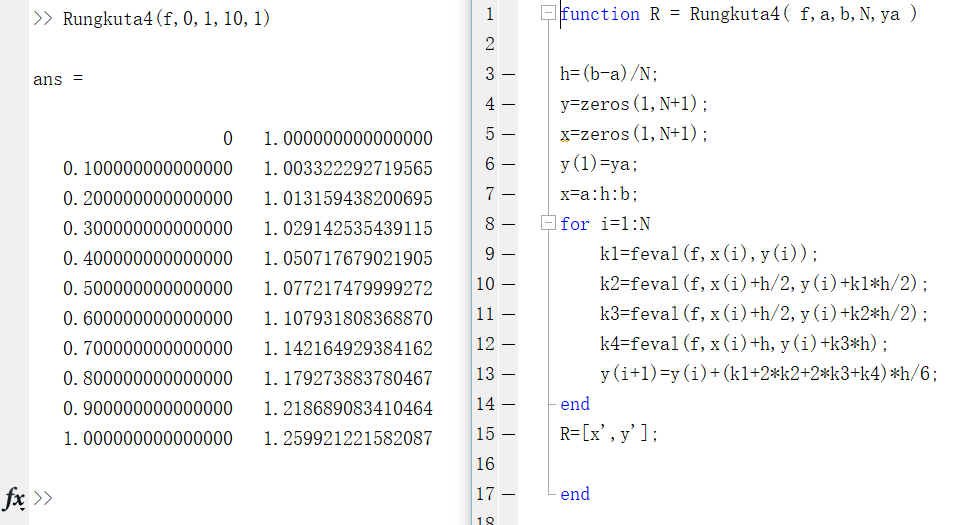 >> Rungkuta4(f,0,1,10,1)
ans =
0 1.000000000000000
0.100000000000000 1.003322292719565
0.200000000000000 1.013159438200695
0.300000000000000 1.029142535439115
0.400000000000000 1.050717679021905
0.500000000000000 1.077217479999272
0.600000000000000 1.107931808368870
0.700000000000000 1.142164929384162
0.800000000000000 1.179273883780467
0.900000000000000 1.218689083410464
1.000000000000000 1.259921221582087
fx >>
1 function R = Rungkuta4( f,a,b,N,ya )
2
3 — h=(b-a)/N;
4 — y=zeros(1,N+1);
5 — x=zeros(1,N+1);
6 — y(1)=ya;
7 — x=a:h:b;
8 — for i=1:N
9 — k1=feval(f,x(i),y(i));
10 — k2=feval(f,x(i)+h/2,y(i)+k1*h/2);
11 — k3=feval(f,x(i)+h/2,y(i)+k2*h/2);
12 — k4=feval(f,x(i)+h,y(i)+k3*h);
13 — y(i+1)=y(i)+(k1+2*k2+2*k3+k4)*h/6;
14 — end
15 — R=[x',y'];
16
17 — end
18